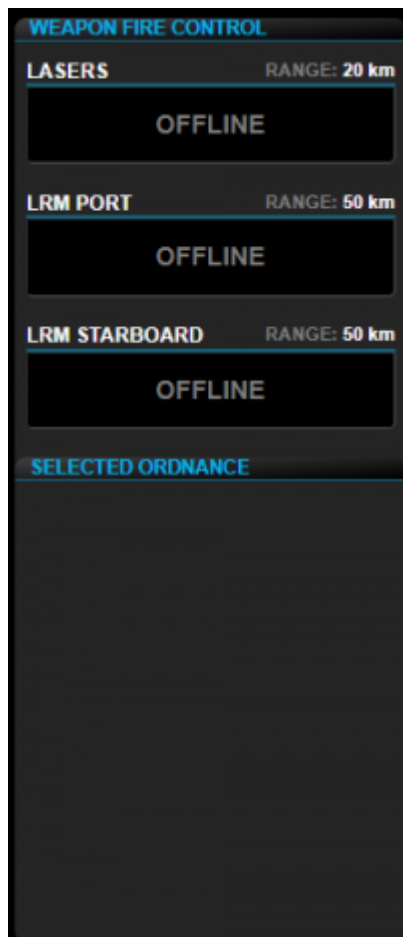 WEAPON FIRE CONTROL
LASERS RANGE: 20 km
OFFLINE
LRM PORT RANGE: 50 km
OFFLINE
LRM STARBOARD RANGE: 50 km
OFFLINE
SELECTED ORDNANCE